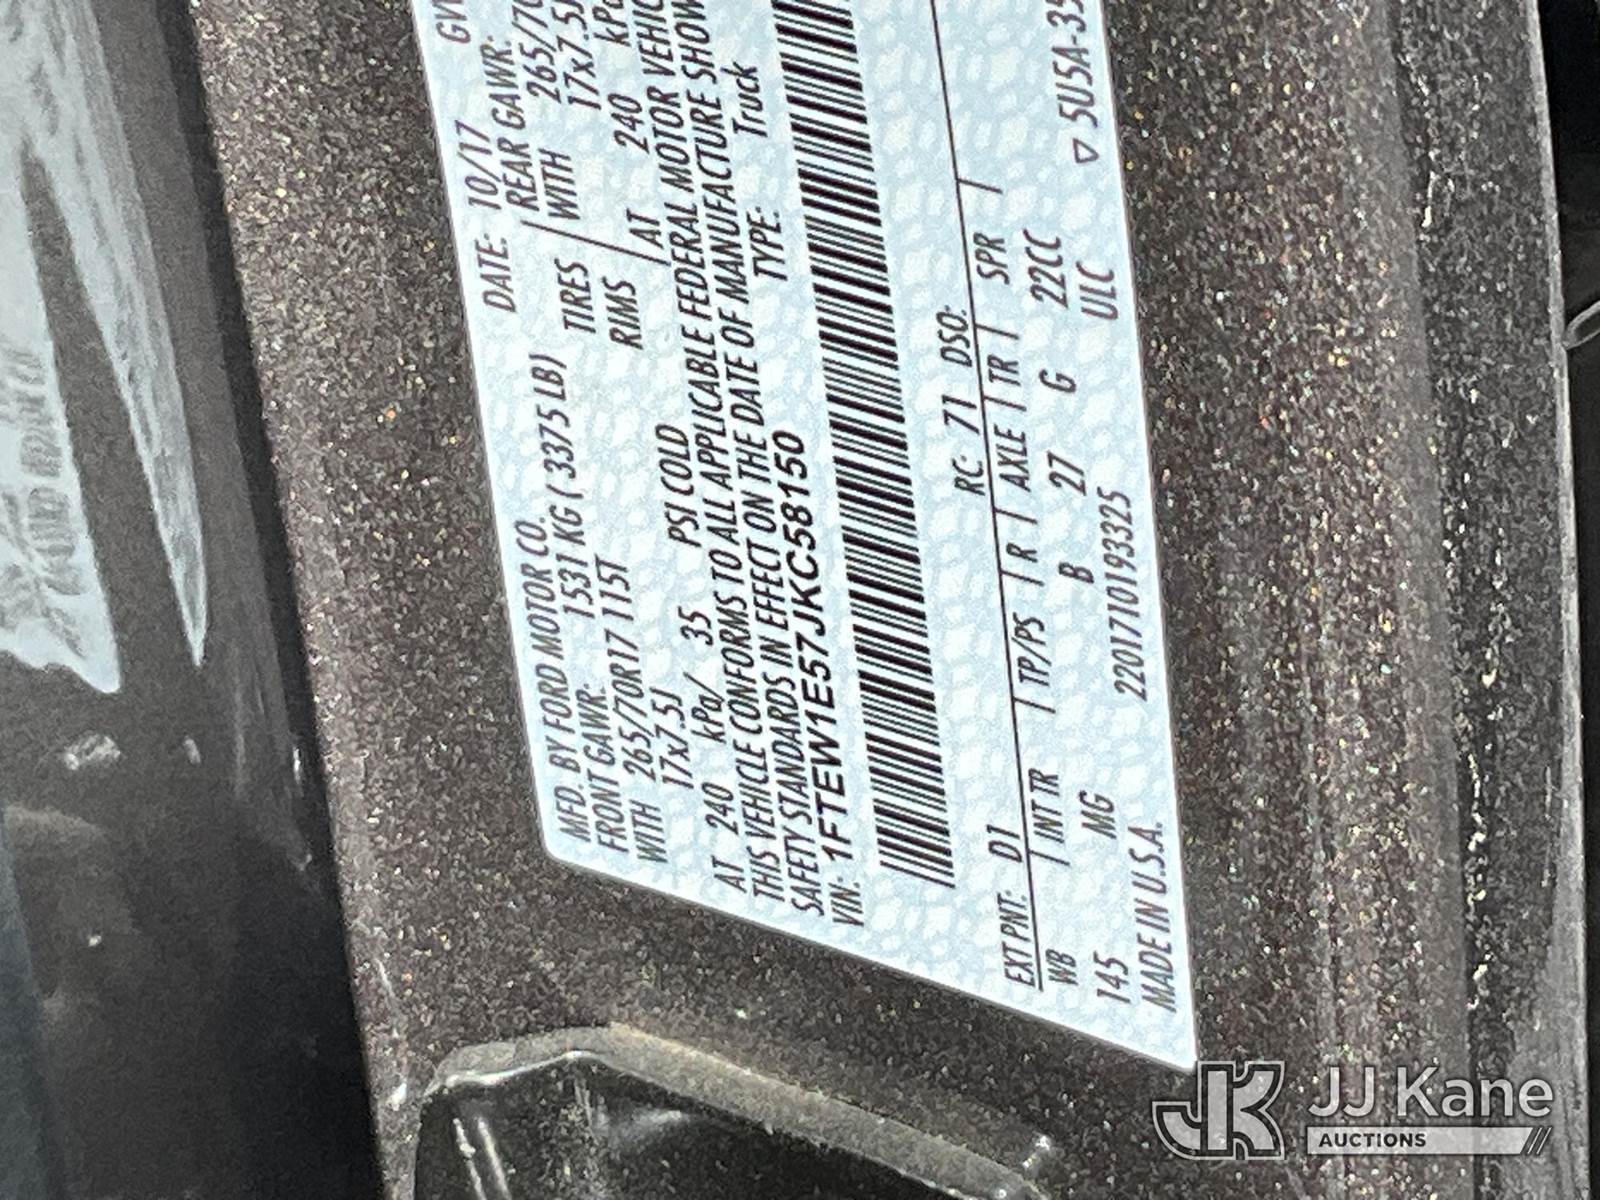 MFD. BY FORD MOTOR CO.
DATE: 10/17
FRONT GAWR: 1531 KG ( 3375 LB)
REAR GAWR:
WITH 265/70R17 115T TIRES
WITH 265/70
17x7.5J RIMS
17x7.5J
AT 240 kPa/ 35 PSI COLD
AT 240 kPa
THIS VEHICLE CONFORMS TO ALL APPLICABLE FEDERAL MOTOR
SAFETY STANDARDS IN EFFECT ON THE DATE OF MANUFACTURE
VIN: 1FTEW1E57JKC58150
TYPE: Truck
EXT PNT: D1 RC: 71 DSO:
WB | INT TR | TP/PS | R | AXLE | TR | SPR |
145 MG B 27 G 22CC
MADE IN U.S.A. 220171019 3325 ULC
▽ 5U5A-35
JK JJ Kane
AUCTIONS